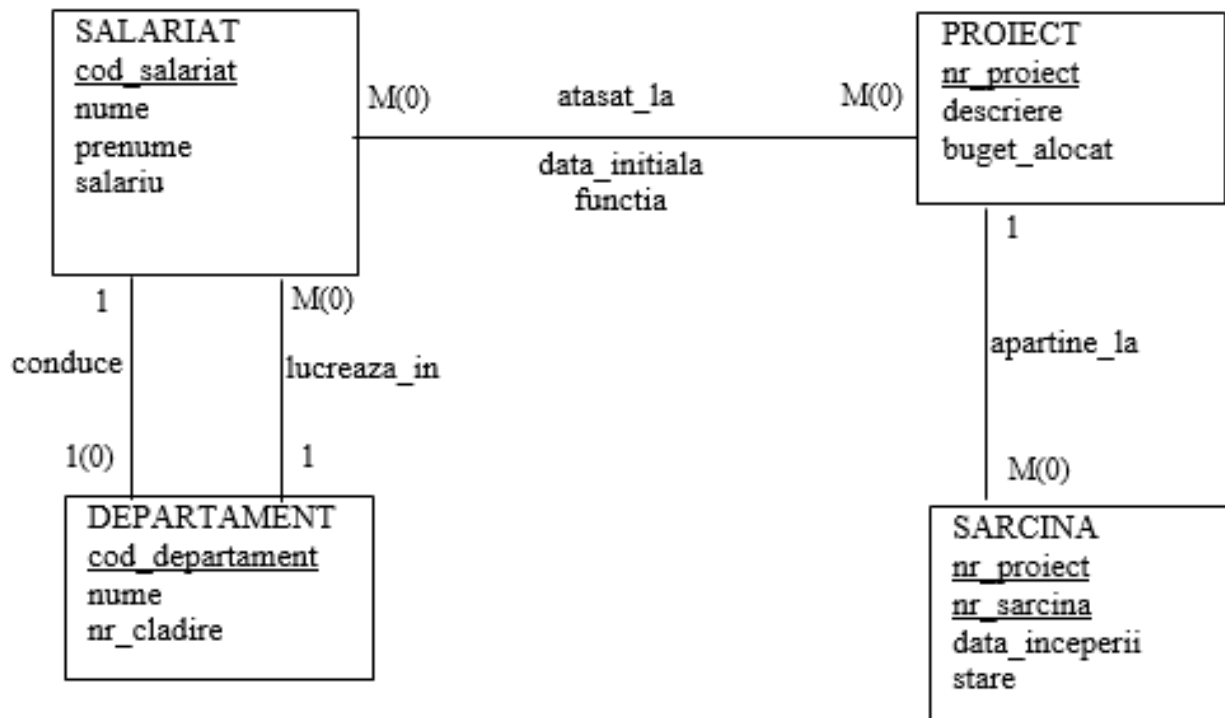 SALARIAT
cod_salariat
nume
prenume
salariu
M(0)
atasat_la
M(0)
data_initiala
functia
PROIECT
nr_proiect
descriere
buget_alocat
1
M(0)
1
conduce
lucreaza_in
apartine_la
1(0)
1
M(0)
DEPARTAMENT
cod_departament
nume
nr_cladire
SARCINA
nr_proiect
nr_sarcina
data_inceperii
stare